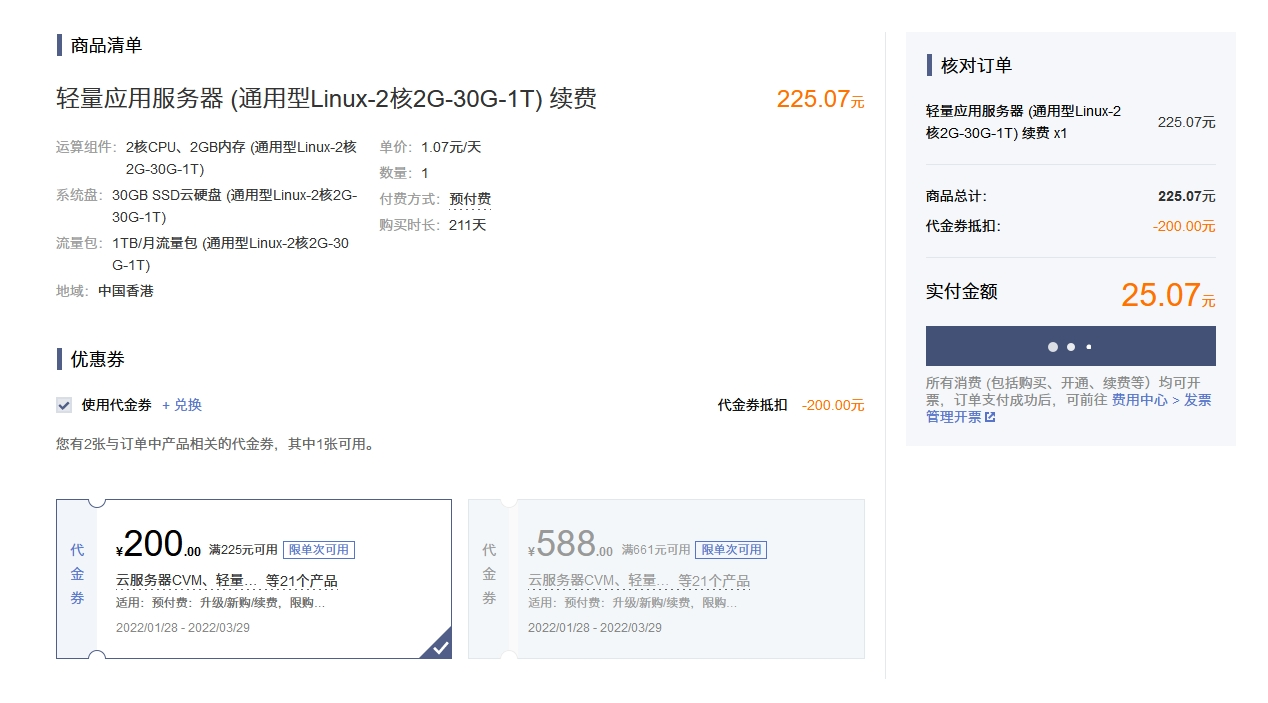 商品清单
轻量应用服务器 (通用型Linux-2核2G-30G-1T) 续费
225.07元
运算组件: 2核CPU、2GB内存 (通用型Linux-2核
2G-30G-1T)
系统盘: 30GB SSD云硬盘 (通用型Linux-2核2G-
30G-1T)
流量包: 1TB/月流量包 (通用型Linux-2核2G-30
G-1T)
地域: 中国香港
单价: 1.07元/天
数量: 1
付费方式: 预付费
购买时长: 211天
优惠券
使用代金券 + 兑换
代金券抵扣 -200.00元
您有2张与订单中产品相关的代金券，其中1张可用。
代金券
¥200.00 满225元可用 限单次可用
云服务器CVM、轻量... 等21个产品
适用: 预付费: 升级/新购/续费，限购...
2022/01/28 - 2022/03/29
代金券
¥588.00 满661元可用 限单次可用
云服务器CVM、轻量... 等21个产品
适用: 预付费: 升级/新购/续费，限购...
2022/01/28 - 2022/03/29
核对订单
轻量应用服务器 (通用型Linux-2
核2G-30G-1T) 续费 x1
225.07元
商品总计: 225.07元
代金券抵扣: -200.00元
实付金额 25.07元
所有消费 (包括购买、开通、续费等）均可开
票，订单支付成功后，可前往 费用中心 > 发票
管理开票